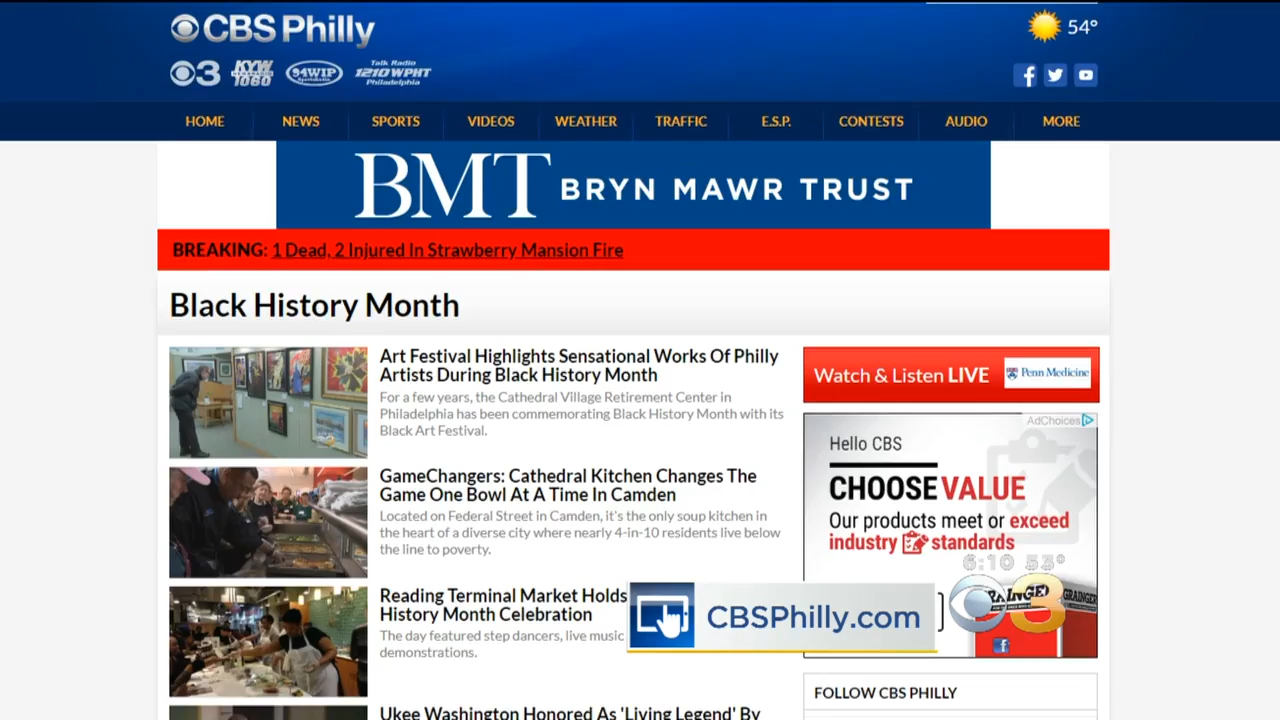 CBS Philly
54°
3 KYW NEWSRADIO 1060 94WIP SportsRadio Talk Radio 1210 WPHT Philadelphia
HOME NEWS SPORTS VIDEOS WEATHER TRAFFIC E.S.P. CONTESTS AUDIO MORE
BMT BRYN MAWR TRUST
BREAKING: 1 Dead, 2 Injured In Strawberry Mansion Fire
Black History Month
Art Festival Highlights Sensational Works Of Philly
Artists During Black History Month
For a few years, the Cathedral Village Retirement Center in
Philadelphia has been commemorating Black History Month with its
Black Art Festival.
GameChangers: Cathedral Kitchen Changes The
Game One Bowl At A Time In Camden
Located on Federal Street in Camden, it's the only soup kitchen in
the heart of a diverse city where nearly 4-in-10 residents live below
the line to poverty.
Reading Terminal Market Holds
History Month Celebration
The day featured step dancers, live music
demonstrations.
Ukee Washington Honored As 'Living Legend' By
Watch & Listen LIVE Penn Medicine
AdChoices
Hello CBS
CHOOSE VALUE
Our products meet or exceed
industry standards
6:10 53°
GRAINGER GRAINGER
3
CBSPhilly.com
FOLLOW CBS PHILLY